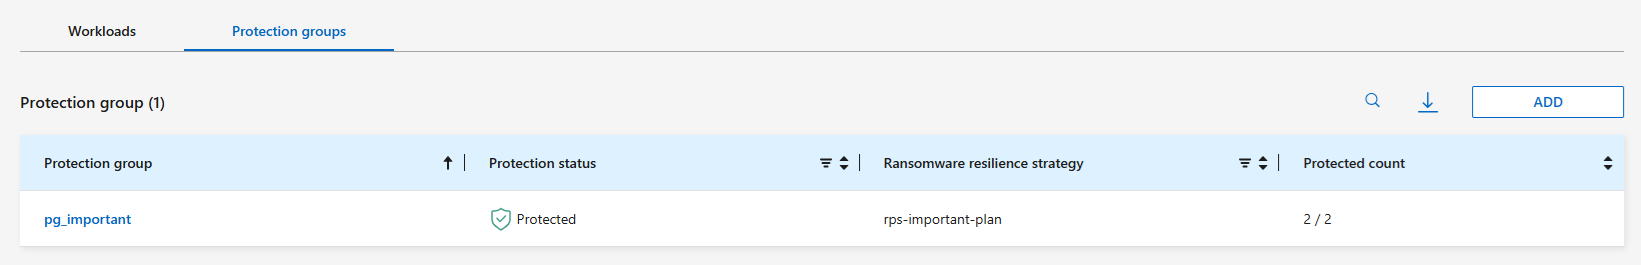 Workloads Protection groups
Protection group (1) ADD
Protection group Protection status Ransomware resilience strategy Protected count
pg_important Protected rps-important-plan 2 / 2